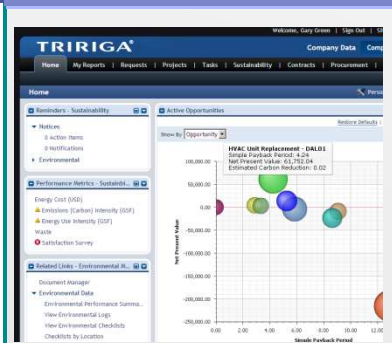 Welcome, Gary Green | Sign Out |
TRIRIGA
Company Data
Home | My Reports | Requests | Projects | Tasks | Sustainability | Contracts | Procurement |
Home
Reminders - Sustainability
Notices
0 Action Items
0 Notifications
Environmental
Performance Metrics - Sustainabi...
Energy Cost (USD)
Emissions (Carbon) Intensity (GSF)
Energy Use Intensity (GSF)
Waste
Satisfaction Survey
Related Links - Environmental M...
Document Manager
Environmental Data
Environmental Performance Summa...
View Environmental Logs
View Environmental Checklists
Checklists by Location
Active Opportunities
Restore Defaults
Show By Opportunity
HVAC Unit Replacement - DAL01
Simple Payback Period: 4.24
Net Present Value: 61,752.04
Estimated Carbon Reduction: 0.02
100,000.00
50,000.00
0.00
-50,000.00
-100,000.00
-150,000.00
-200,000.00
-250,000.00
Net Present Value
0.00 2.00 4.00 6.00 8.00 10.00 12.00
Simple Payback Period